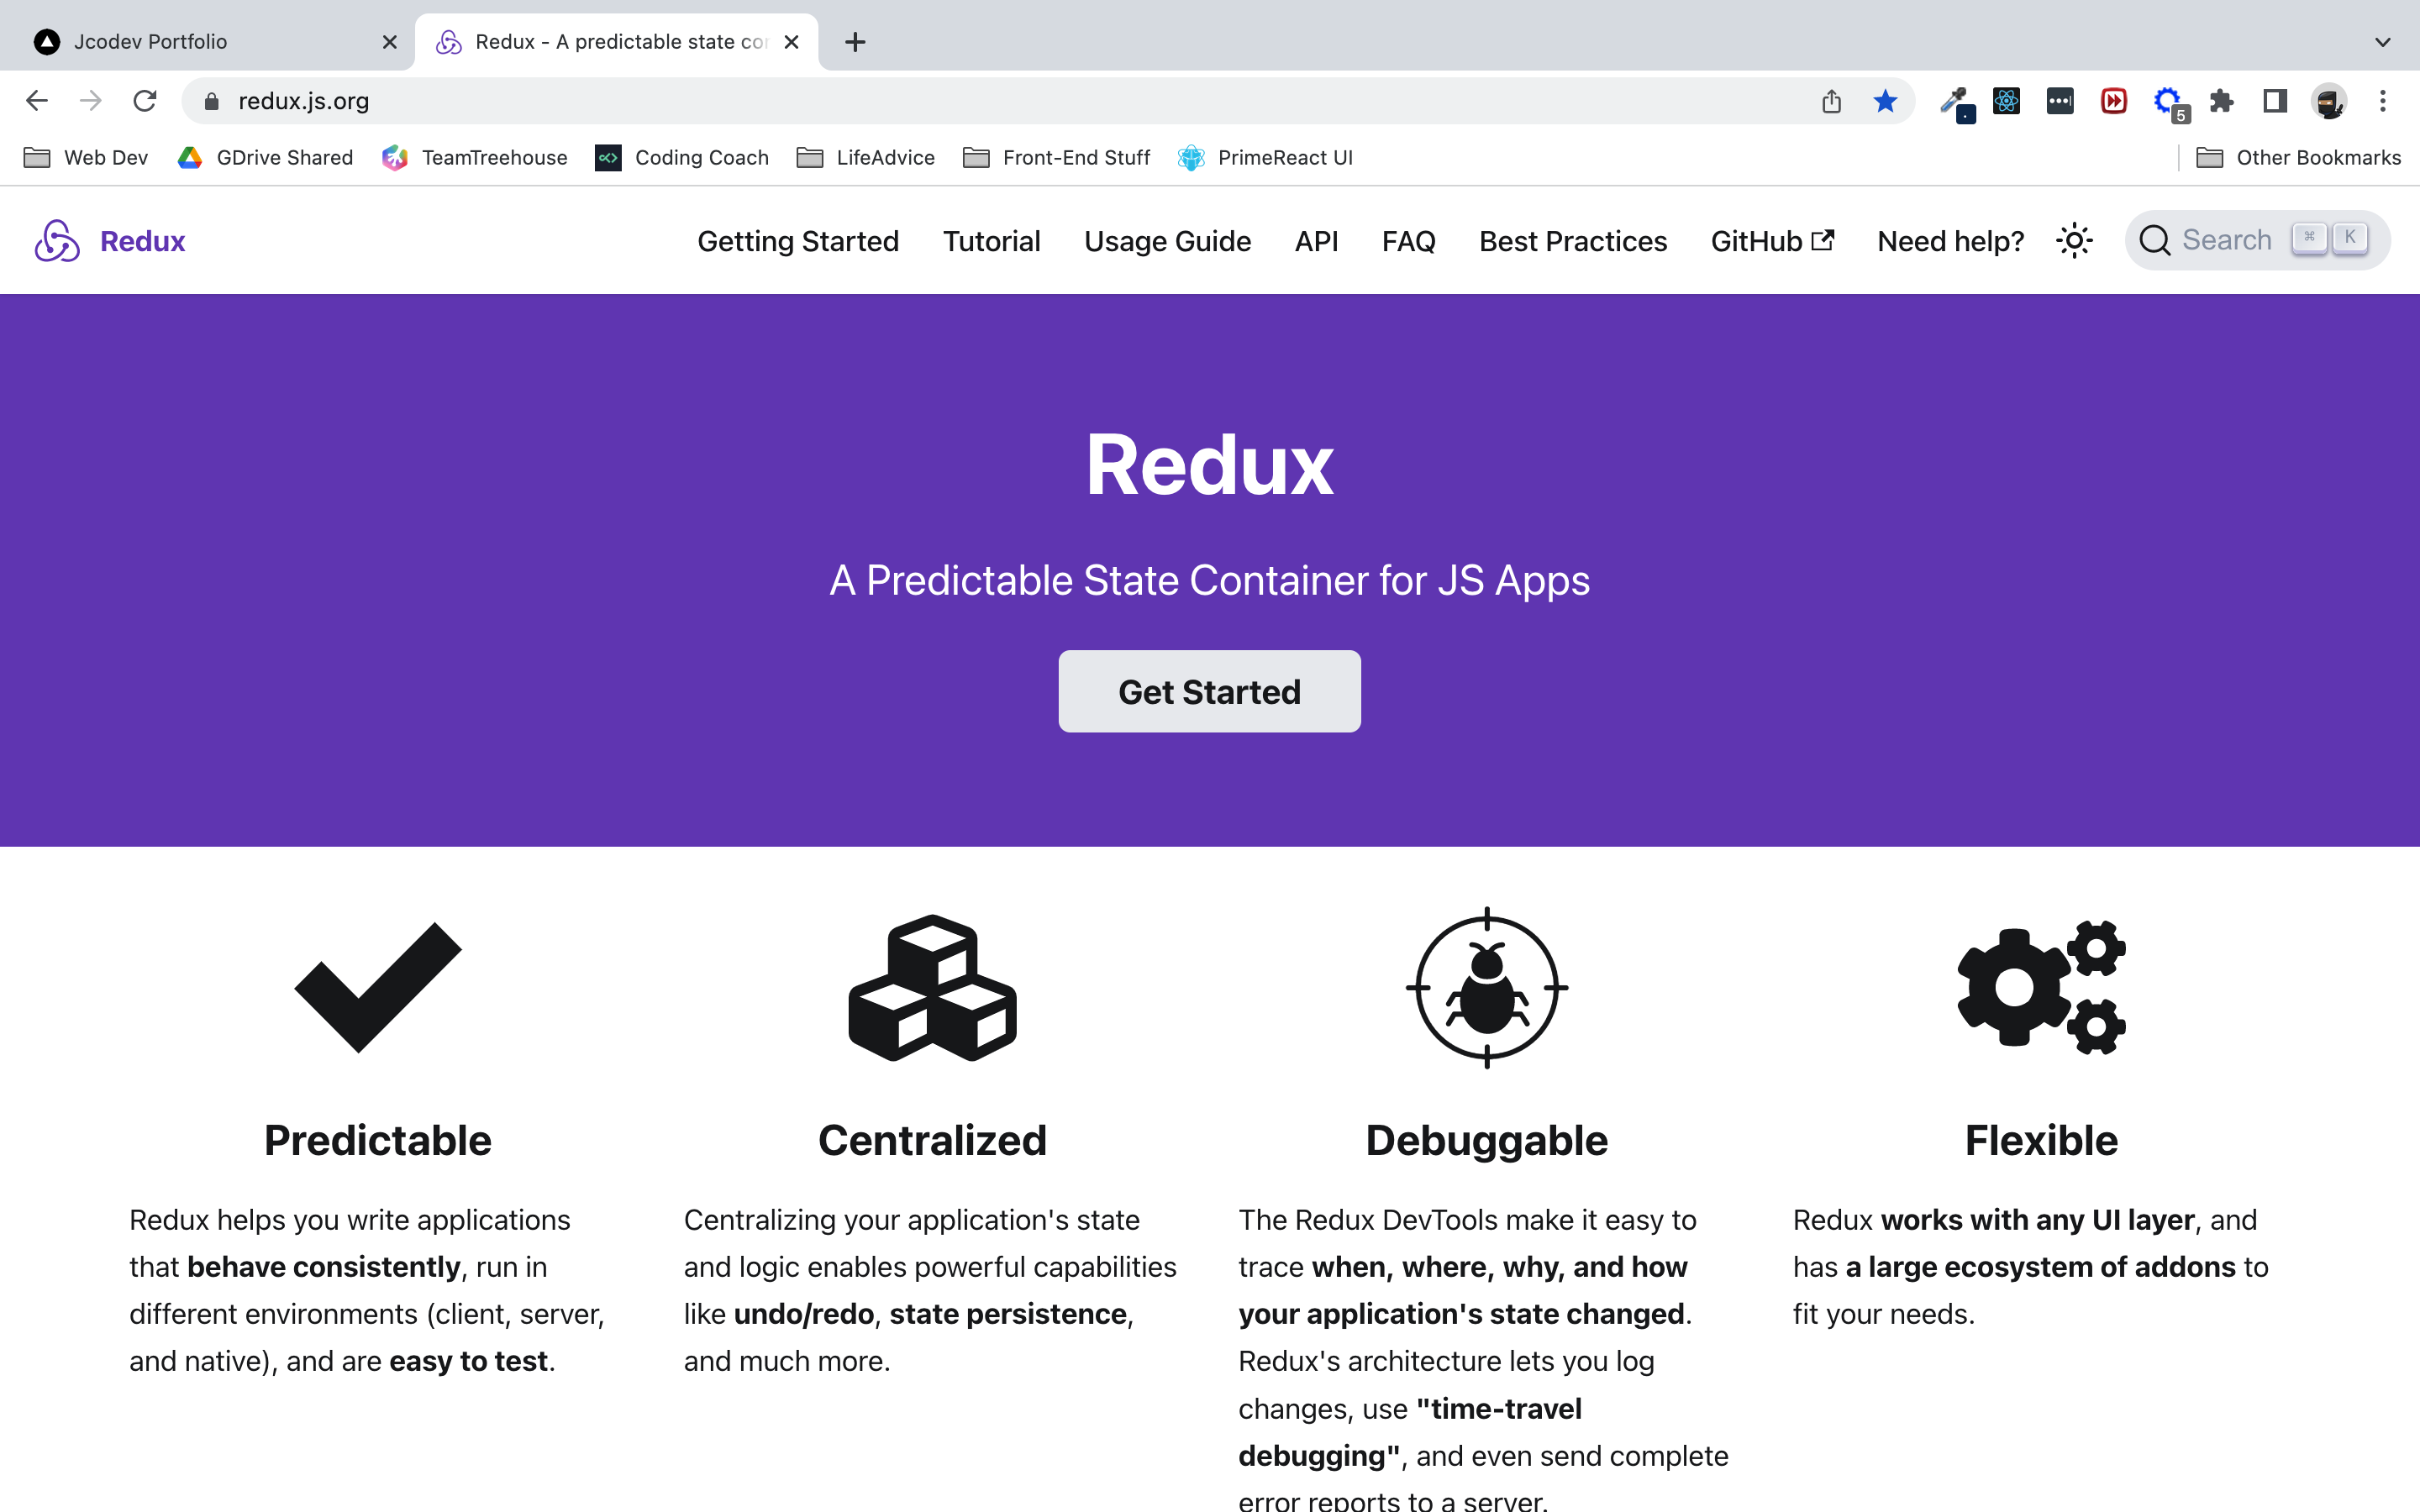 Jcodev Portfolio
Redux - A predictable state cor
redux.js.org
5
Web Dev
GDrive Shared
TeamTreehouse
Coding Coach
LifeAdvice
Front-End Stuff
PrimeReact UI
Other Bookmarks
Redux
Getting Started
Tutorial
Usage Guide
API
FAQ
Best Practices
GitHub
Need help?
Search ⌘ K
Redux
A Predictable State Container for JS Apps
Get Started
Predictable
Redux helps you write applications
that behave consistently, run in
different environments (client, server,
and native), and are easy to test.
Centralized
Centralizing your application's state
and logic enables powerful capabilities
like undo/redo, state persistence,
and much more.
Debuggable
The Redux DevTools make it easy to
trace when, where, why, and how
your application's state changed.
Redux's architecture lets you log
changes, use "time-travel
debugging", and even send complete
error reports to a server.
Flexible
Redux works with any UI layer, and
has a large ecosystem of addons to
fit your needs.